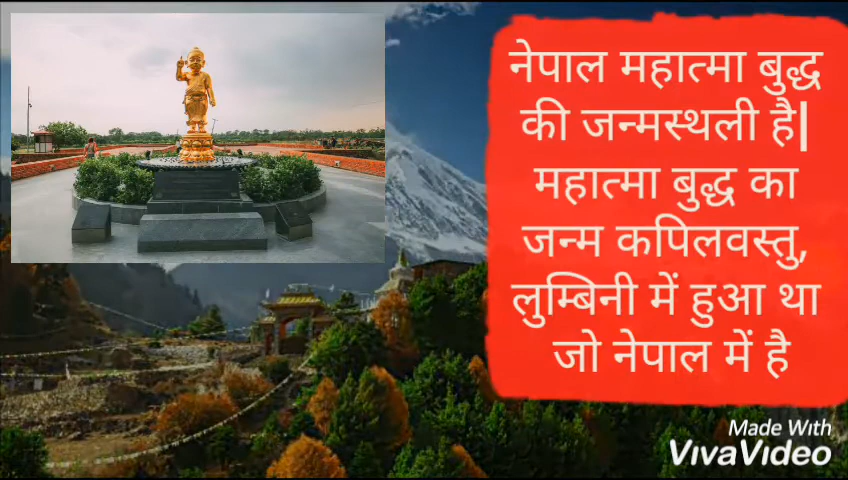 नेपाल महात्मा बुद्ध
की जन्मस्थली है|
महात्मा बुद्ध का
जन्म कपिलवस्तु,
लुम्बिनी में हुआ था
जो नेपाल में है
Made With
VivaVideo